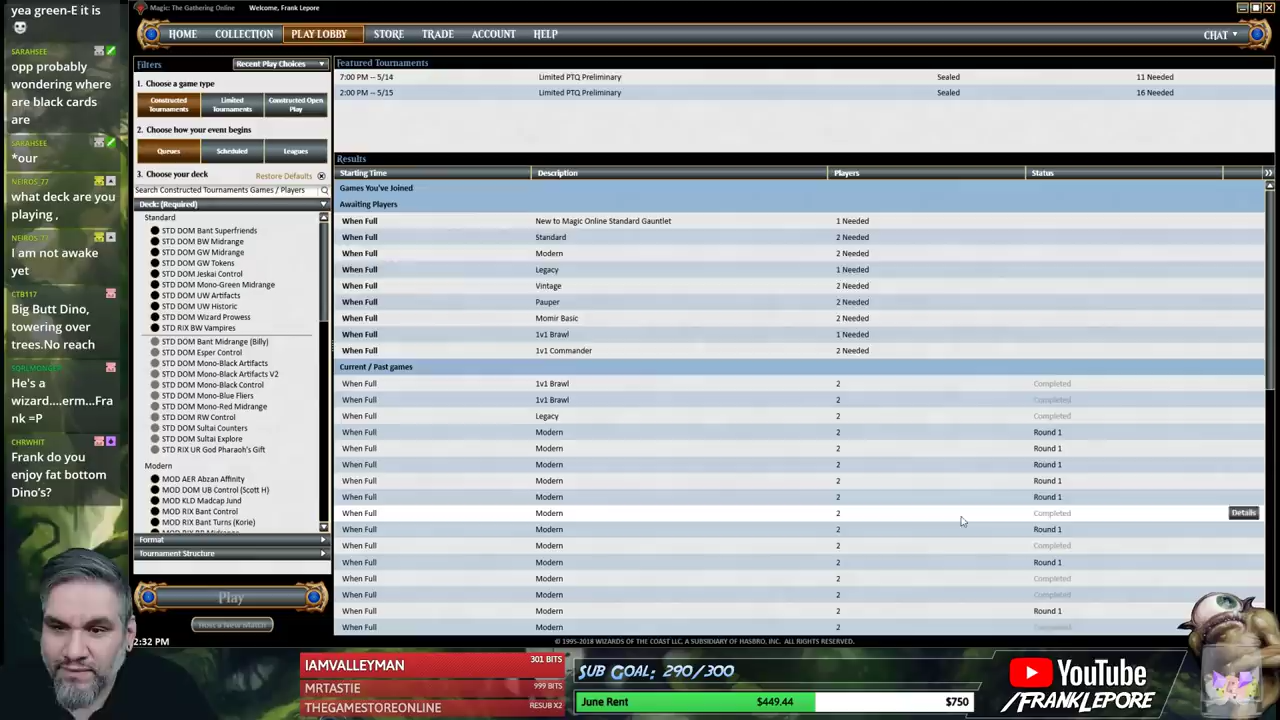 yea green-E it is
SARAHSEE
opp probably
wondering where
are black cards
are
SARAHSEE
*our
NEIROS_77
what deck are you
playing ,
NEIROS_77
I am not awake
yet
CTB117
Big Butt Dino,
towering over
trees.No reach
SQRLMONGER
He's a
wizard....erm...Fra
nk =P
CHRWHIT
Frank do you
enjoy fat bottom
Dino's?
Magic: The Gathering Online
Welcome, Frank Lepore
HOME
COLLECTION
PLAY LOBBY
STORE
TRADE
ACCOUNT
HELP
CHAT
Filters
Recent Play Choices
1. Choose a game type
Constructed Tournaments
Limited Tournaments
Constructed Open Play
2. Choose how your event begins
Queues
Scheduled
Leagues
3. Choose your deck
Restore Defaults
Search Constructed Tournaments Games / Players
Deck: (Required)
Standard
STD DOM Bant Superfriends
STD DOM BW Midrange
STD DOM GW Midrange
STD DOM GW Tokens
STD DOM Jeskai Control
STD DOM Mono-Green Midrange
STD DOM UW Artifacts
STD DOM UW Historic
STD DOM Wizard Prowess
STD RIX BW Vampires
STD DOM Bant Midrange (Billy)
STD DOM Esper Control
STD DOM Mono-Black Artifacts
STD DOM Mono-Black Artifacts V2
STD DOM Mono-Black Control
STD DOM Mono-Blue Fliers
STD DOM Mono-Red Midrange
STD DOM RW Control
STD DOM Sultai Counters
STD DOM Sultai Explore
STD RIX UR God Pharaoh's Gift
Modern
MOD AER Abzan Affinity
MOD DOM UB Control (Scott H)
MOD KLD Madcap Jund
MOD RIX Bant Control
MOD RIX Bant Turns (Korie)
Format
Tournament Structure
Play
Host a New Match
2:32 PM
Featured Tournaments
7:00 PM -- 5/14 Limited PTQ Preliminary Sealed 11 Needed
2:00 PM -- 5/15 Limited PTQ Preliminary Sealed 16 Needed
Results
Starting Time Description Players Status
Games You've Joined
Awaiting Players
When Full New to Magic Online Standard Gauntlet 1 Needed
When Full Standard 2 Needed
When Full Modern 2 Needed
When Full Legacy 1 Needed
When Full Vintage 2 Needed
When Full Pauper 2 Needed
When Full Momir Basic 2 Needed
When Full 1v1 Brawl 1 Needed
When Full 1v1 Commander 2 Needed
Current / Past games
When Full 1v1 Brawl 2 Completed
When Full 1v1 Brawl 2 Completed
When Full Legacy 2 Completed
When Full Modern 2 Round 1
When Full Modern 2 Round 1
When Full Modern 2 Round 1
When Full Modern 2 Round 1
When Full Modern 2 Round 1
When Full Modern 2 Completed Details
When Full Modern 2 Round 1
When Full Modern 2 Completed
When Full Modern 2 Round 1
When Full Modern 2 Completed
When Full Modern 2 Completed
When Full Modern 2 Round 1
When Full Modern 2
© 1995-2018 WIZARDS OF THE COAST LLC, A SUBSIDIARY OF HASBRO, INC. ALL RIGHTS RESERVED.
IAMVALLEYMAN 301 BITS
MRTASTIE 999 BITS
THEGAMESTOREONLINE RESUB X2
SUB GOAL: 290/300
June Rent $449.44 $750
YouTube
/FRANKLEPORE